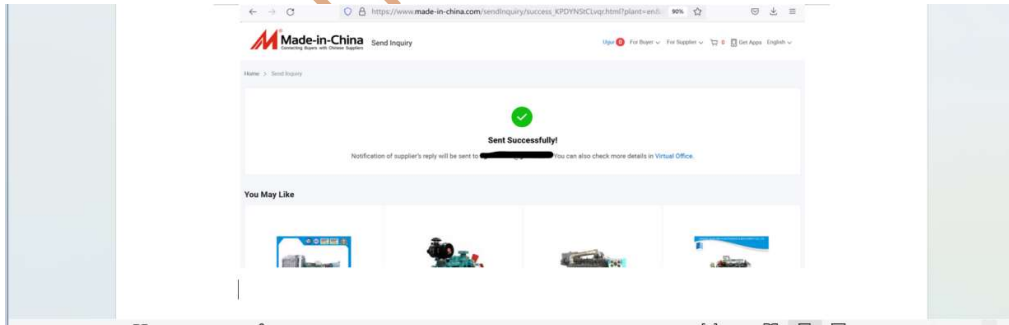 https://www.made-in-china.com/sendInquiry/success_KPDYNStCLvqr.html?plant=en&
90%
Made-in-China
Connecting Buyers with Chinese Suppliers
Send Inquiry
0 For Buyer For Supplier 0 Get Apps English
Home > Send Inquiry
Sent Successfully!
Notification of supplier's reply will be sent to You can also check more details in Virtual Office.
You May Like